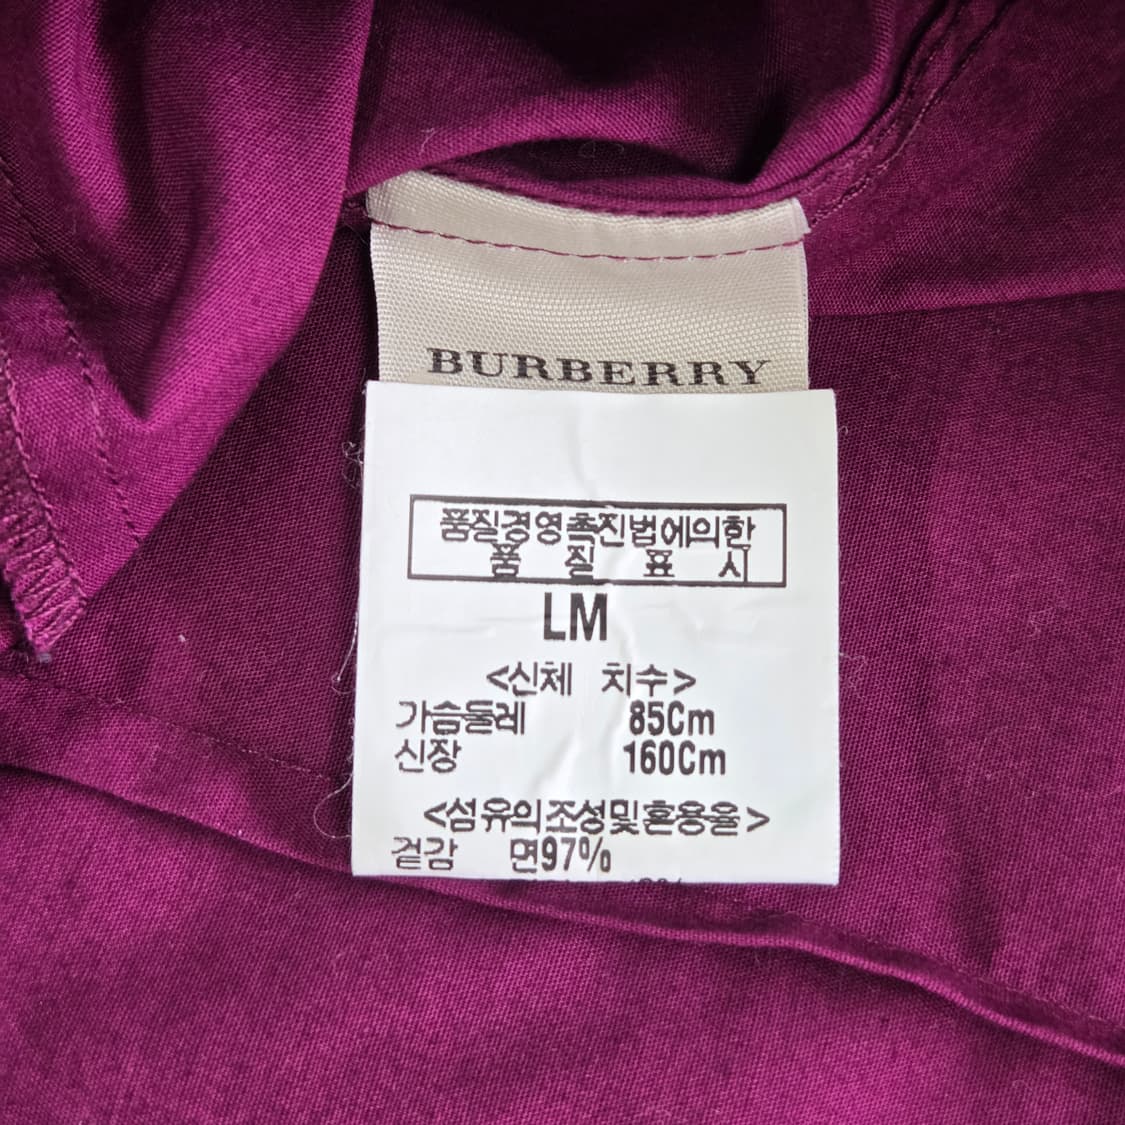 BURBERRY
품질경영촉진법에의한
품 질 표 시
LM
<신체 치수>
가슴둘레 85Cm
신장 160Cm
<섬유의조성및혼용율>
겉감 면97%